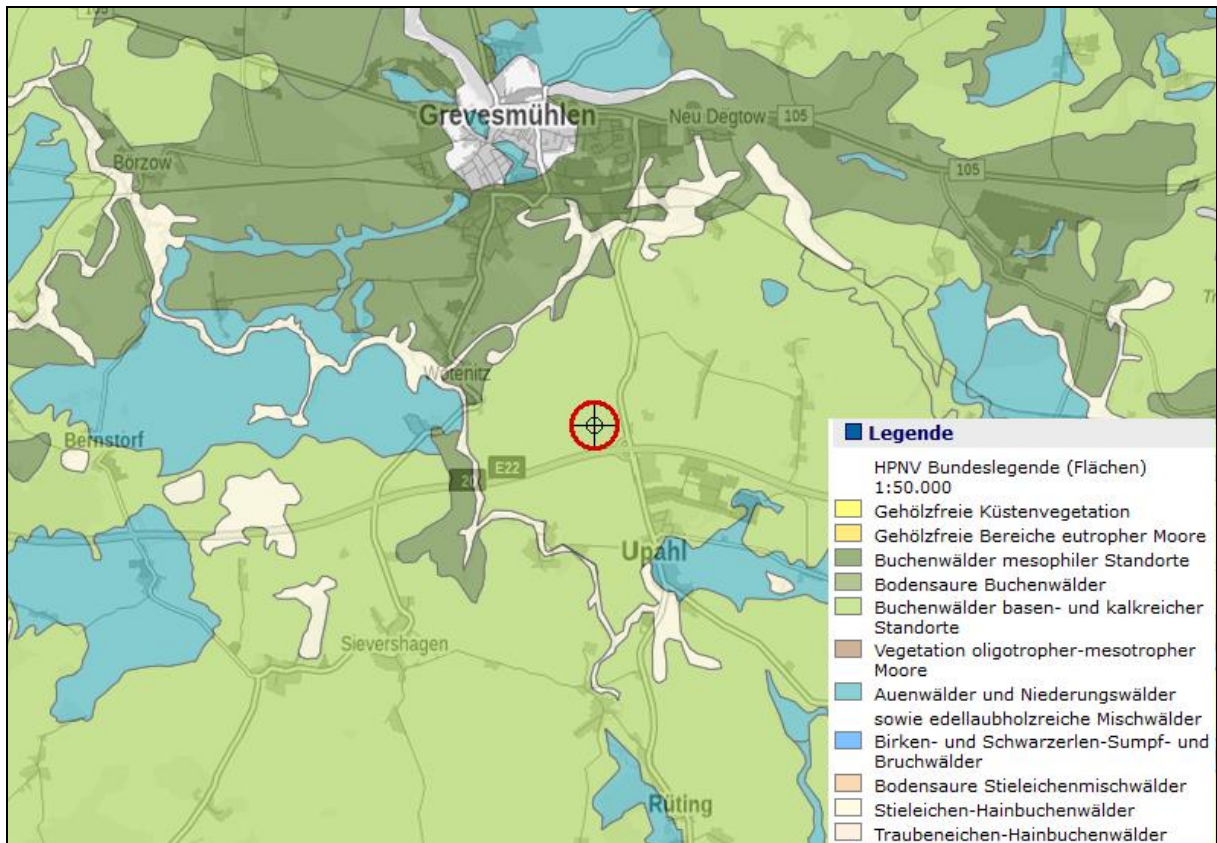 105
Grevesmühlen
Neu Degtow
105
Börzow
105
Wotenitz
Bernstorf
E22
20
Upahl
Sievershagen
Rüting
Legende
HPNV Bundeslegende (Flächen)
1:50.000
Gehölzfreie Küstenvegetation
Gehölzfreie Bereiche eutropher Moore
Buchenwälder mesophiler Standorte
Bodensaure Buchenwälder
Buchenwälder basen- und kalkreicher
Standorte
Vegetation oligotropher-mesotropher
Moore
Auenwälder und Niederungswälder
sowie edellaubholzreiche Mischwälder
Birken- und Schwarzerlen-Sumpf- und
Bruchwälder
Bodensaure Stieleichenmischwälder
Stieleichen-Hainbuchenwälder
Traubeneichen-Hainbuchenwälder